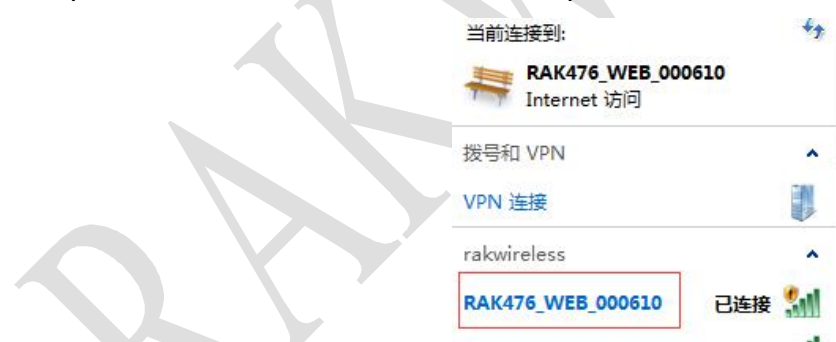 RAKW
当前连接到:
RAK476_WEB_000610
Internet 访问
拨号和 VPN
VPN 连接
rakwireless
RAK476_WEB_000610 已连接